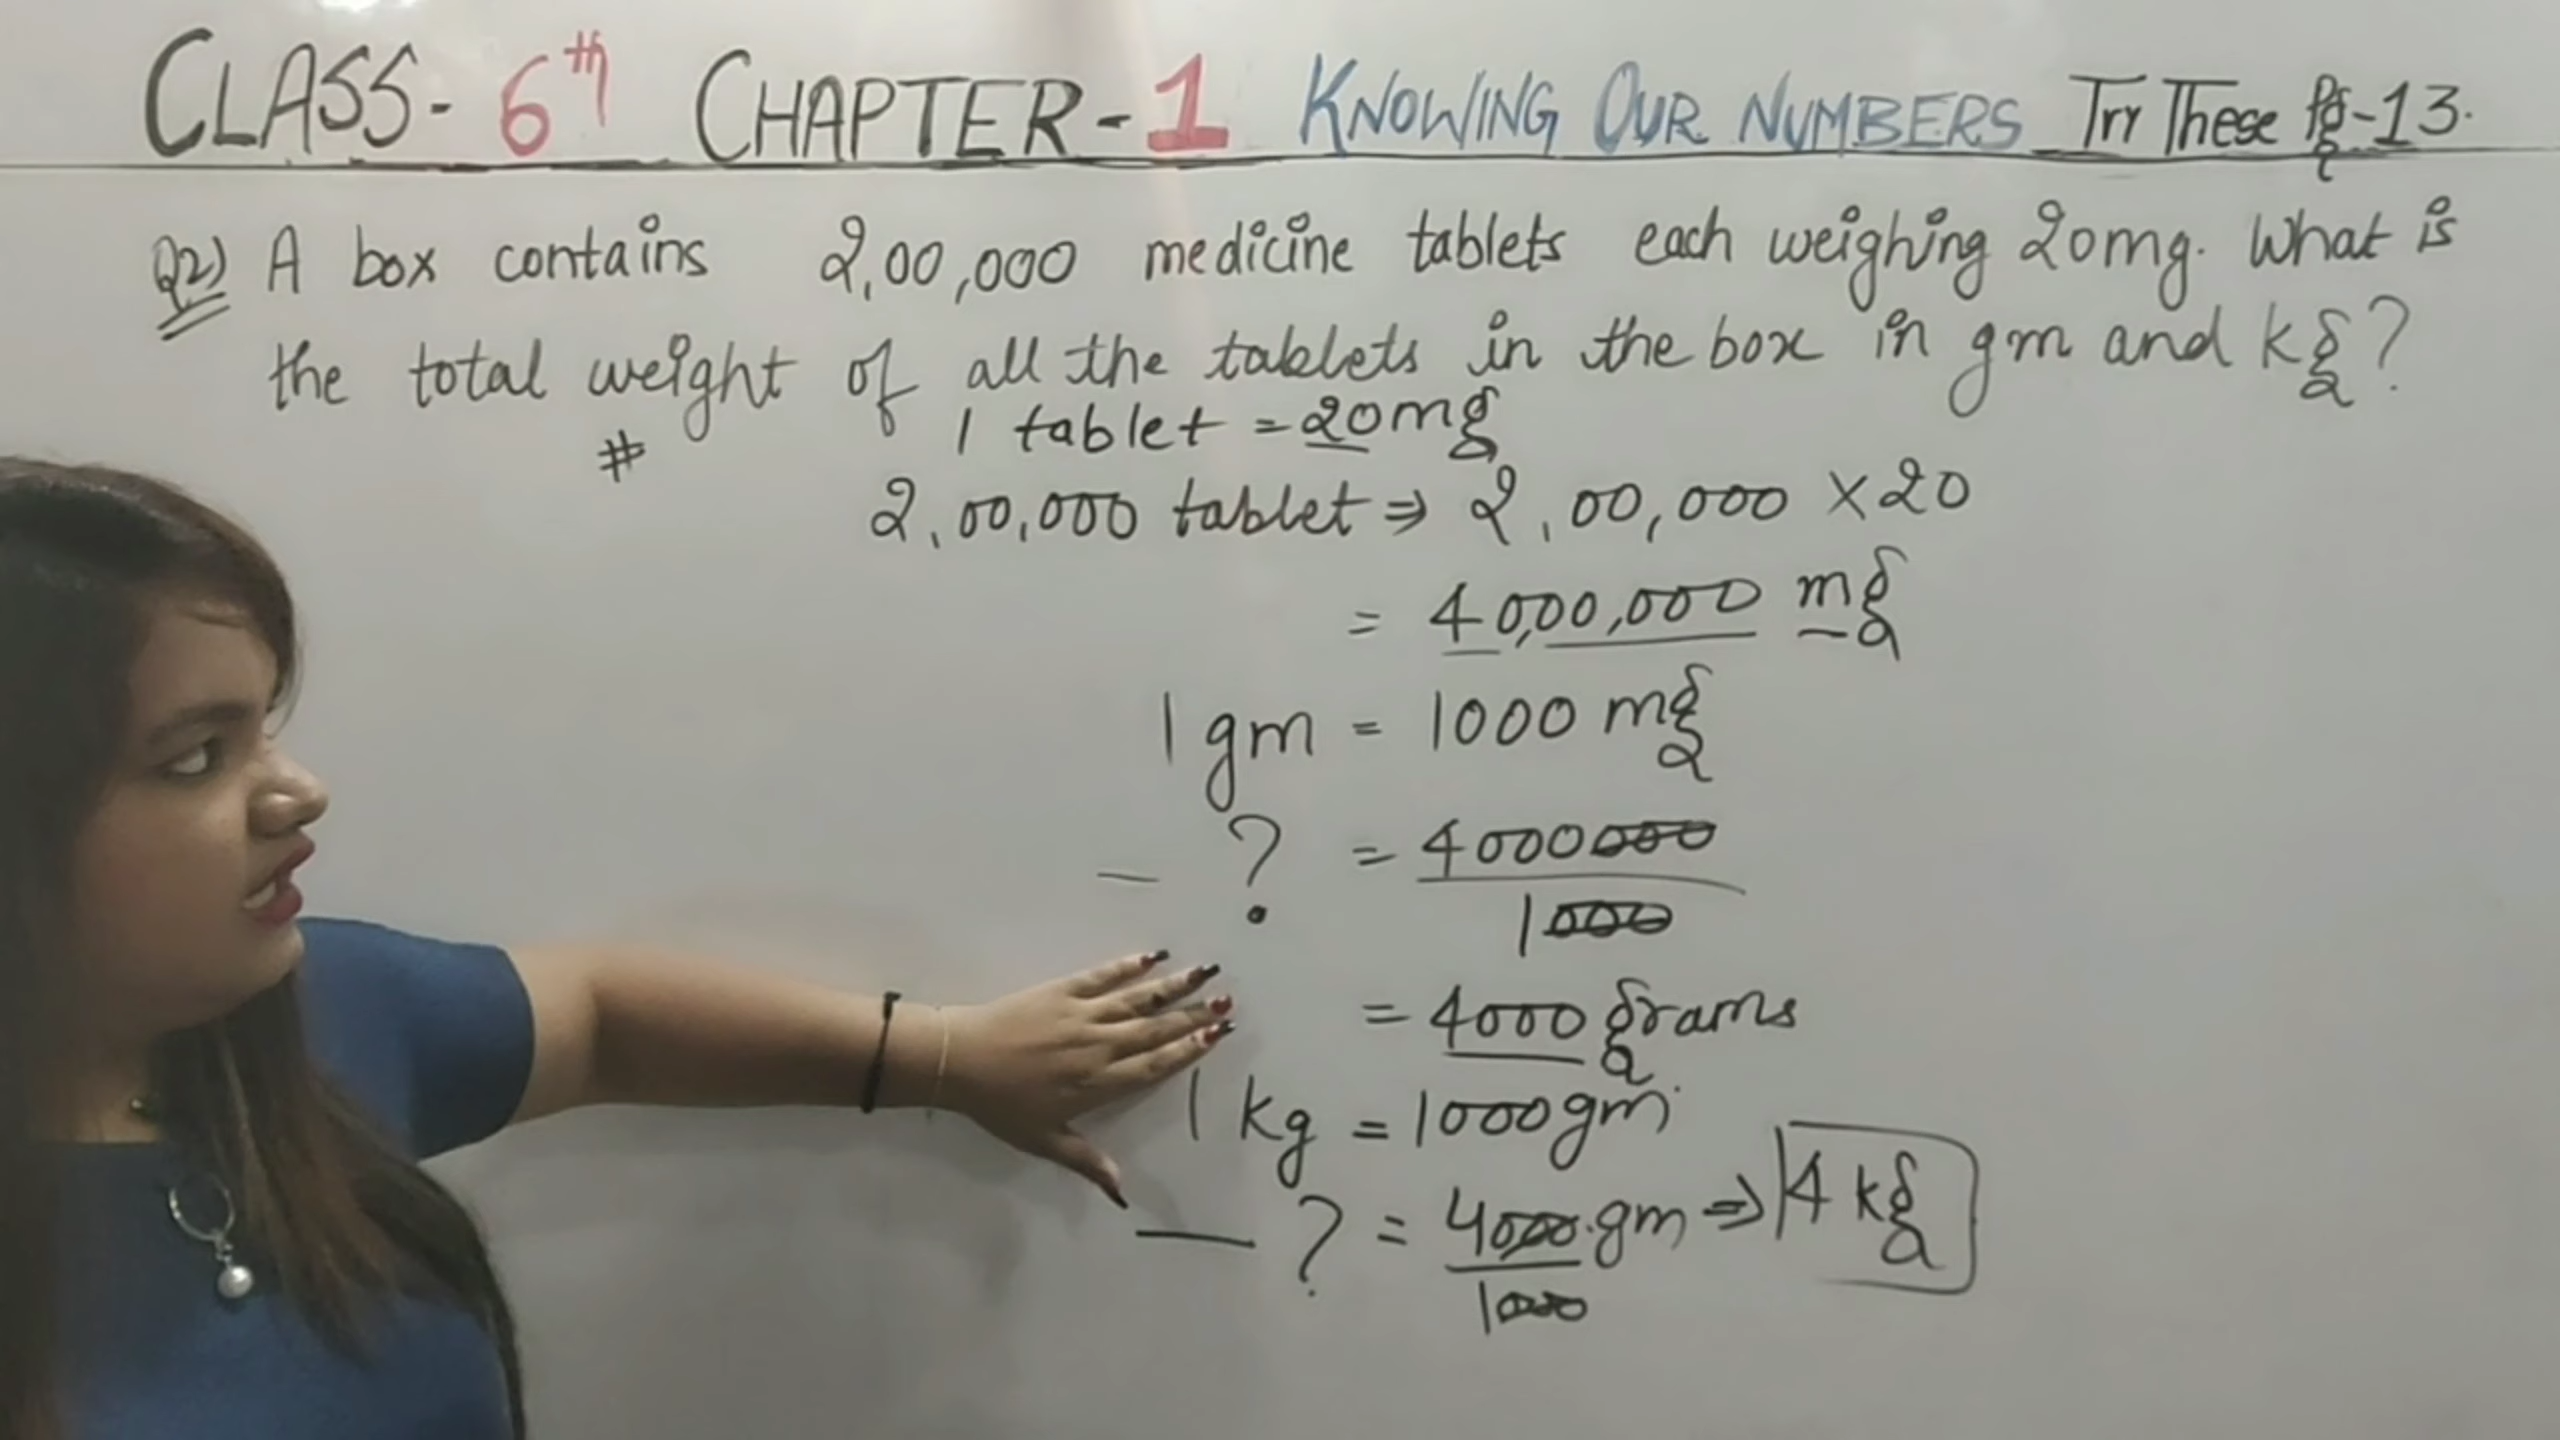 CLASS- 6th CHAPTER-1 KNOWING OUR NUMBERS Try These Pg-13.
Q2) A box contains 2,00,000 medicine tablets each weighing 20mg. What is
the total weight of all the tablets in the box in gm and kg?
# 1 tablet = 20mg
2,00,000 tablet ⇒ 2,00,000 X 20
= 40,00,000 mg
1 gm = 1000 mg
— ? = 4000000
1000
= 4000 grams
1 kg = 1000gm
— ? = 4000 gm ⇒ 4 kg
1000